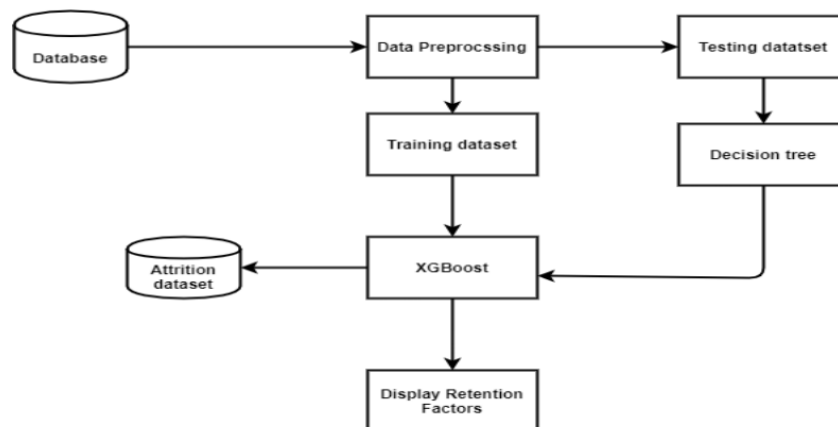 Database
Data Preprocssing
Testing datatset
Training dataset
Decision tree
Attrition
dataset
XGBoost
Display Retention
Factors